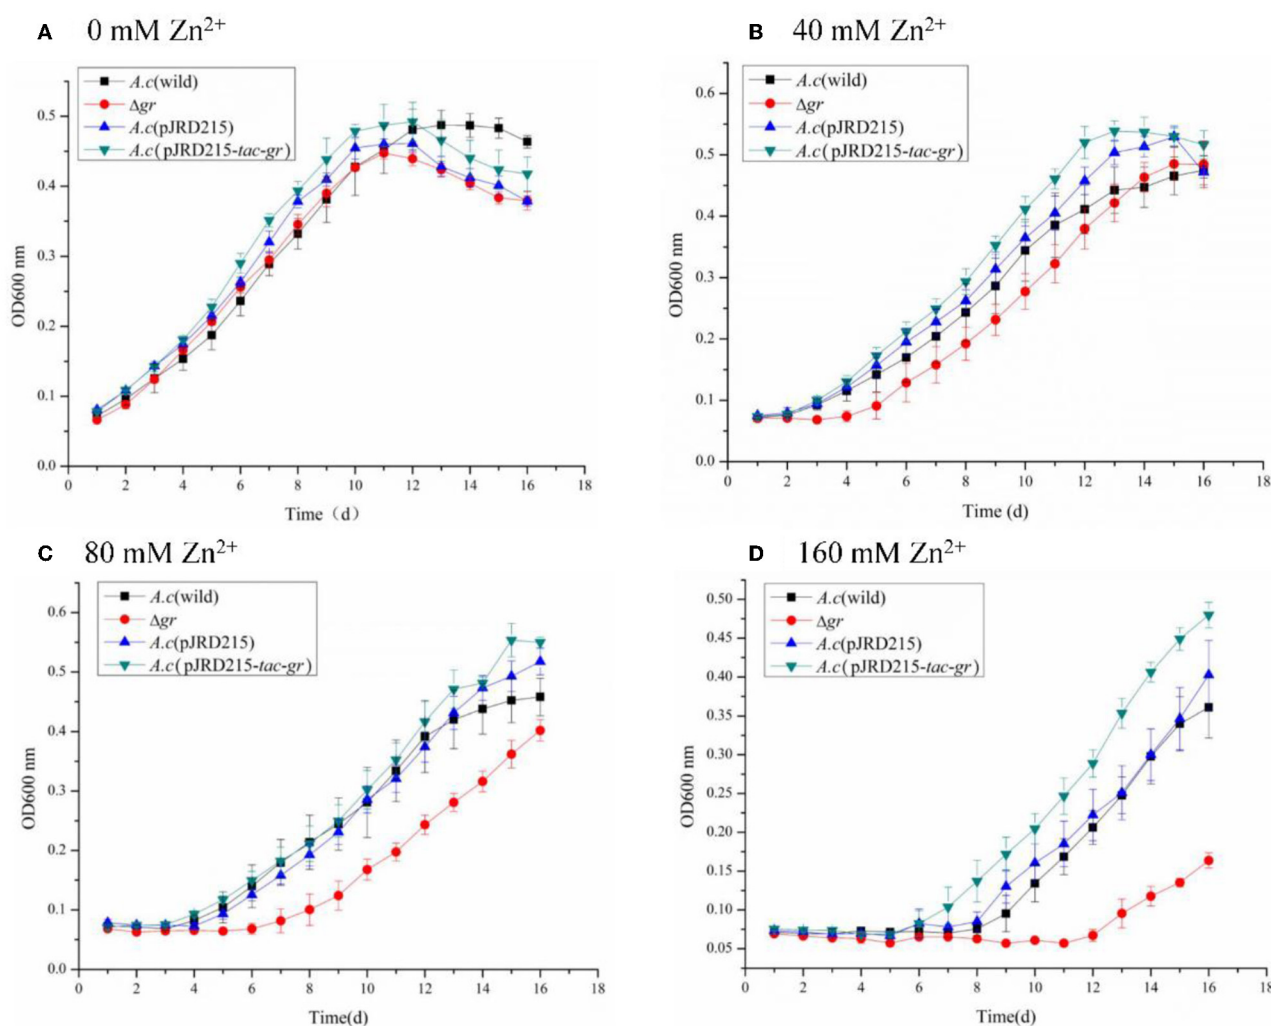 A 0 mM Zn²⁺
A.c(wild)
Δgr
A.c(pJRD215)
A.c(pJRD215-tac-gr)
OD600 nm
0.5
0.4
0.3
0.2
0.1
0.0
0 2 4 6 8 10 12 14 16 18
Time（d）
B 40 mM Zn²⁺
A.c(wild)
Δgr
A.c(pJRD215)
A.c(pJRD215-tac-gr)
OD600 nm
0.6
0.5
0.4
0.3
0.2
0.1
0.0
0 2 4 6 8 10 12 14 16 18
Time (d)
C 80 mM Zn²⁺
A.c(wild)
Δgr
A.c(pJRD215)
A.c(pJRD215-tac-gr)
OD600 nm
0.6
0.5
0.4
0.3
0.2
0.1
0.0
0 2 4 6 8 10 12 14 16 18
Time(d)
D 160 mM Zn²⁺
A.c(wild)
Δgr
A.c(pJRD215)
A.c(pJRD215-tac-gr)
OD600 nm
0.50
0.45
0.40
0.35
0.30
0.25
0.20
0.15
0.10
0.05
0 2 4 6 8 10 12 14 16 18
Time(d)